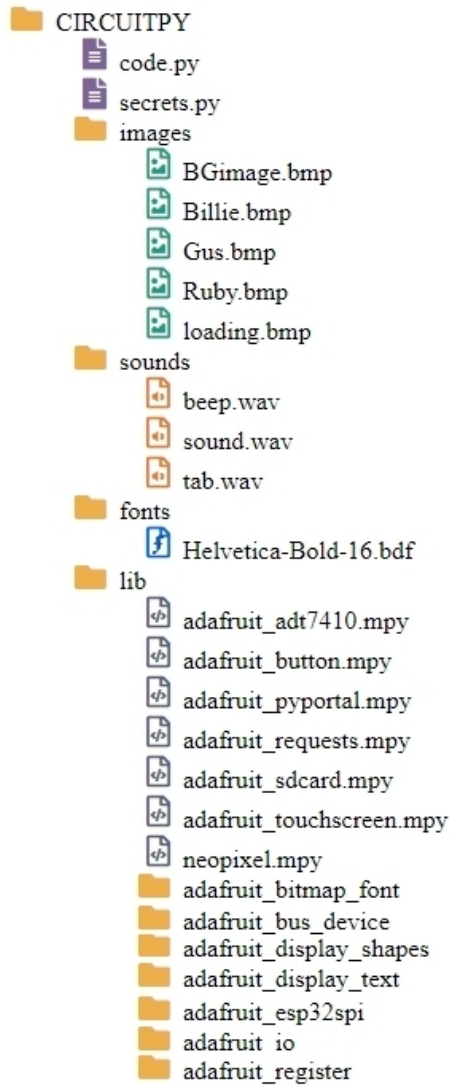 CIRCUITPY
code.py
secrets.py
images
BGimage.bmp
Billie.bmp
Gus.bmp
Ruby.bmp
loading.bmp
sounds
beep.wav
sound.wav
tab.wav
fonts
Helvetica-Bold-16.bdf
lib
adafruit_adt7410.mpy
adafruit_button.mpy
adafruit_pyportal.mpy
adafruit_requests.mpy
adafruit_sdcard.mpy
adafruit_touchscreen.mpy
neopixel.mpy
adafruit_bitmap_font
adafruit_bus_device
adafruit_display_shapes
adafruit_display_text
adafruit_esp32spi
adafruit_io
adafruit_register